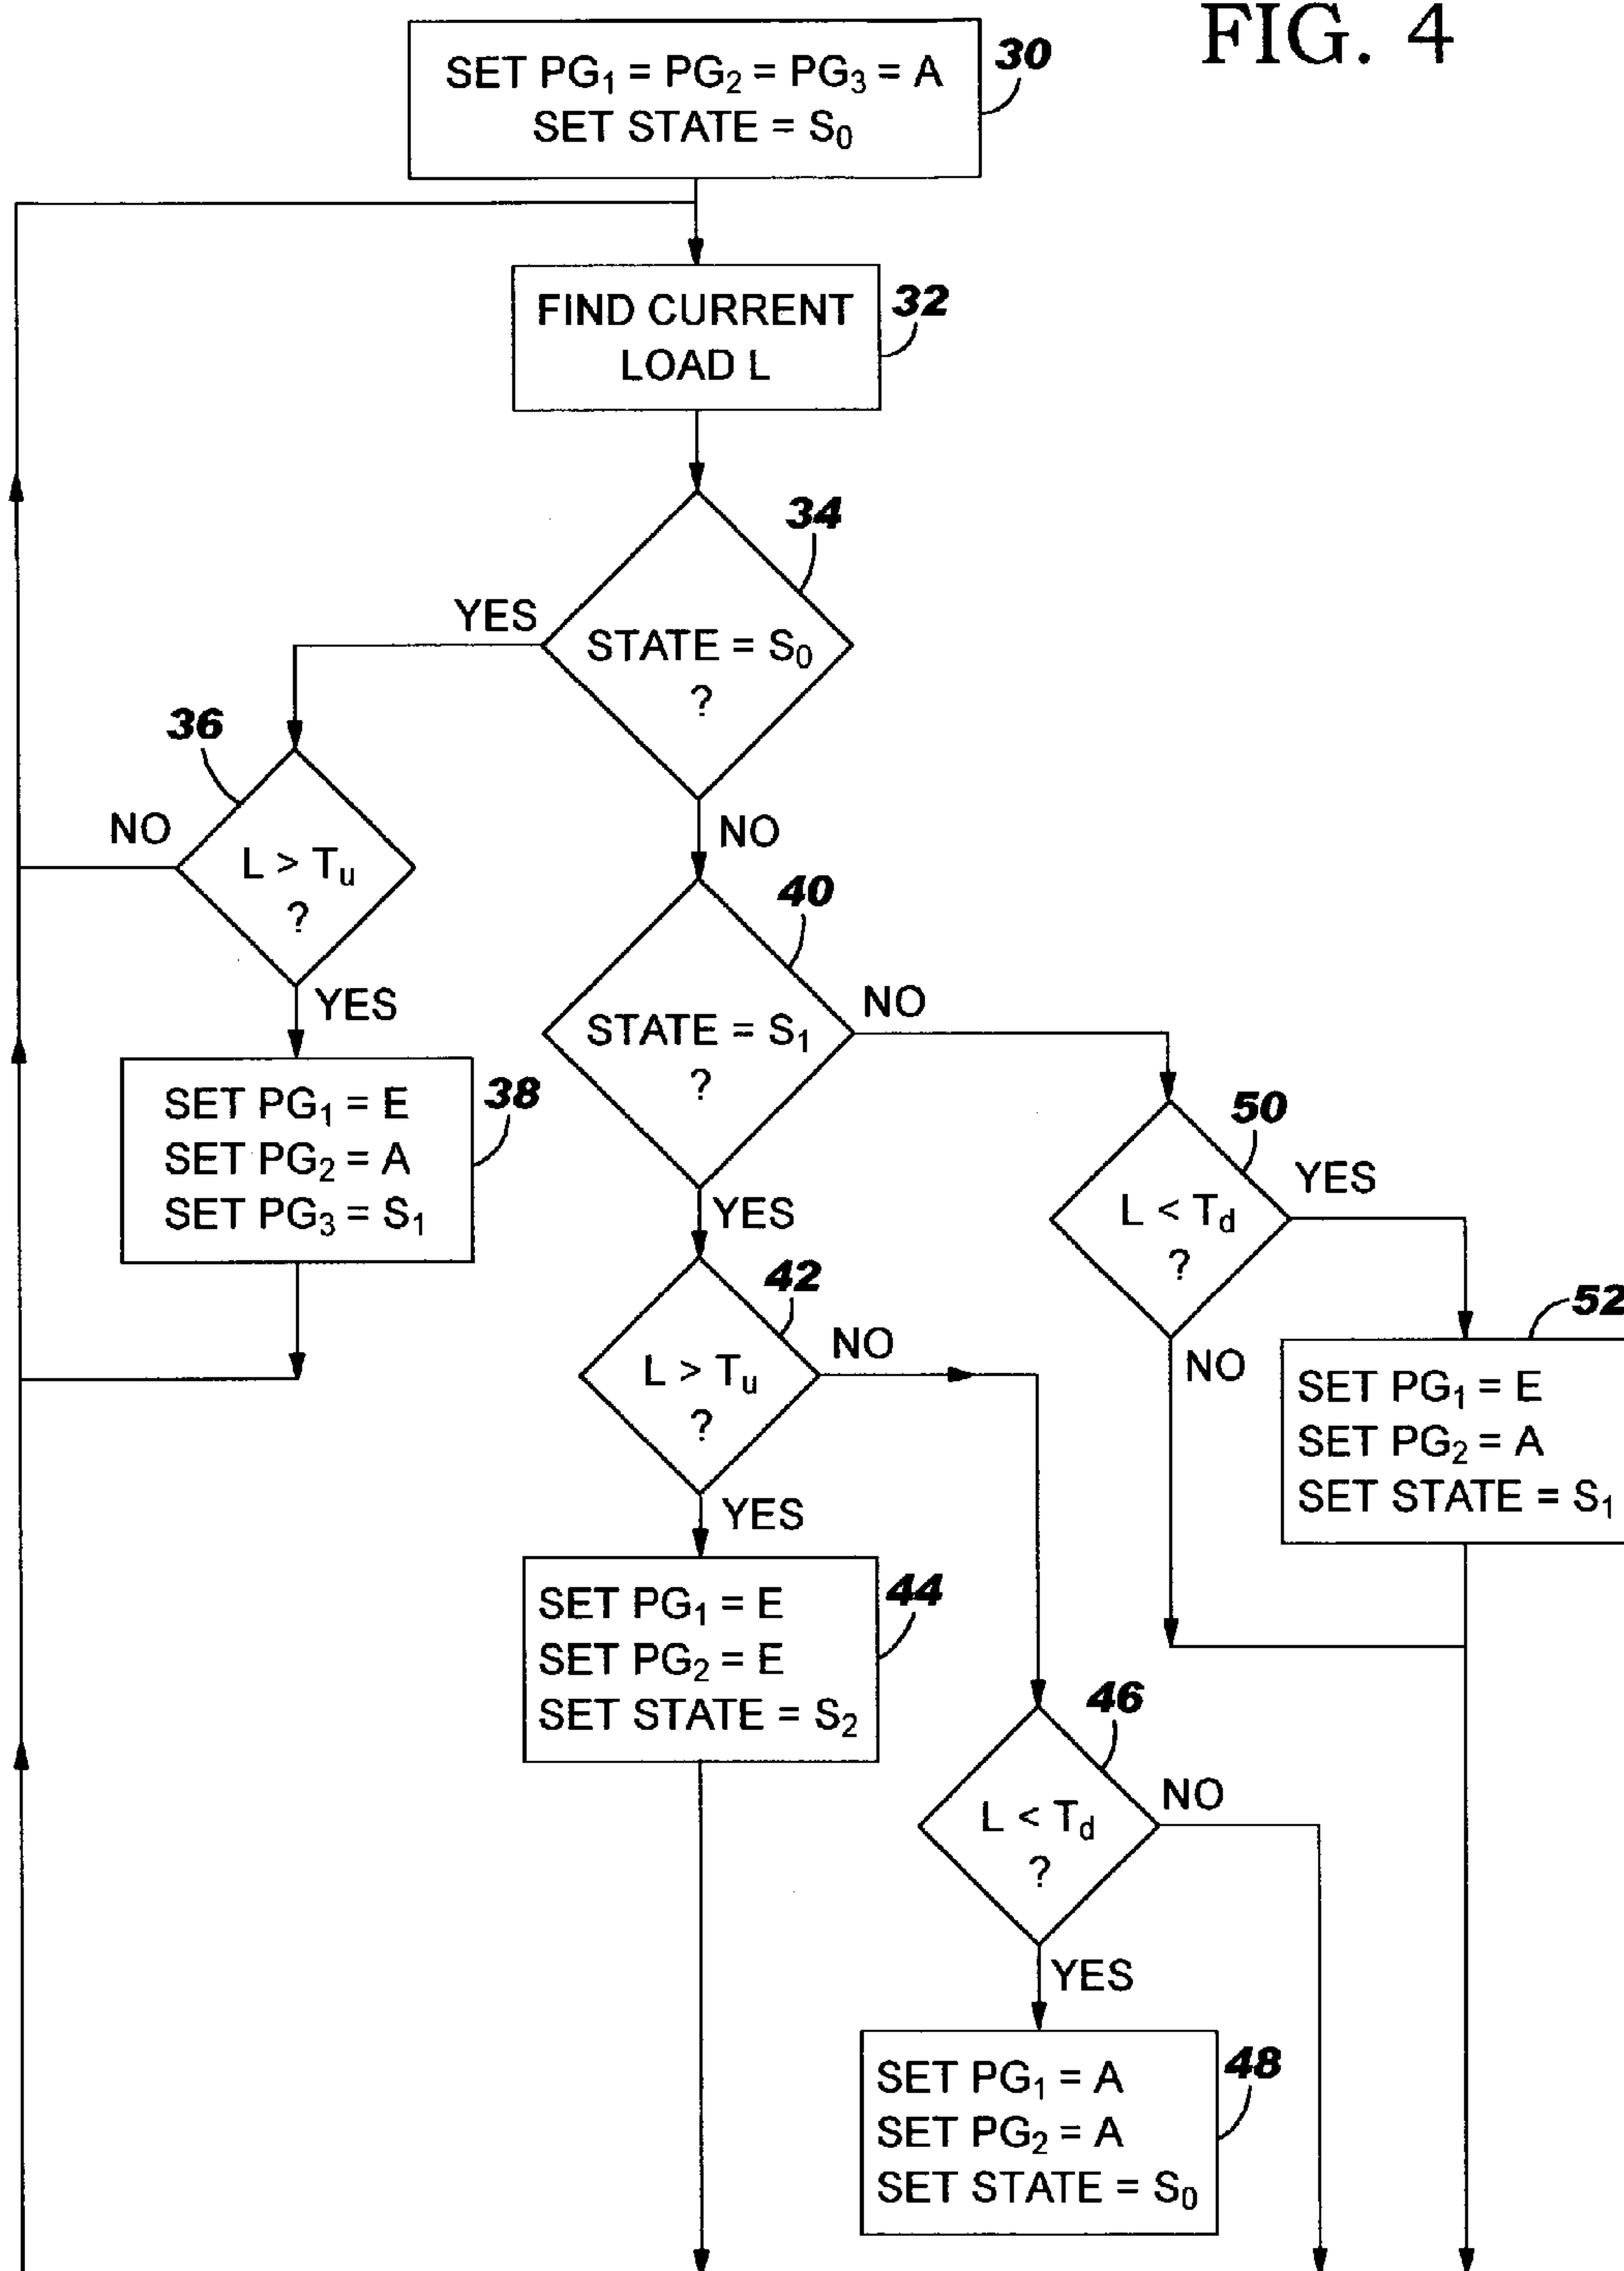 FIG. 4
SET PG₁ = PG₂ = PG₃ = A
SET STATE = S₀
30
FIND CURRENT
LOAD L
32
34
STATE = S₀
?
YES
NO
36
L > Tᵤ
?
NO
YES
SET PG₁ = E
SET PG₂ = A
SET PG₃ = S₁
38
40
STATE = S₁
?
NO
YES
50
L < T_d
?
YES
NO
52
SET PG₁ = E
SET PG₂ = A
SET STATE = S₁
42
L > Tᵤ
?
NO
YES
SET PG₁ = E
SET PG₂ = E
SET STATE = S₂
44
46
L < T_d
?
NO
YES
SET PG₁ = A
SET PG₂ = A
SET STATE = S₀
48